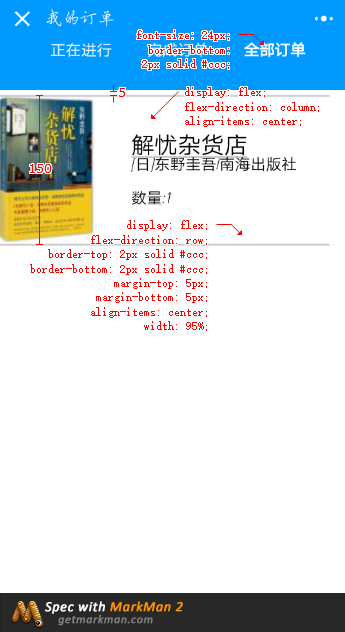 我的订单
正在进行
全部订单
font-size: 24px;
border-bottom:
2px solid #ccc;
5
display: flex;
flex-direction: column;
align-items: center;
东野圭吾
解忧
杂货店
150
解忧杂货店
[日]东野圭吾/南海出版社
数量:1
display: flex;
flex-direction: row;
border-top: 2px solid #ccc;
border-bottom: 2px solid #ccc;
margin-top: 5px;
margin-bottom: 5px;
align-items: center;
width: 95%;
Spec with MarkMan 2
getmarkman.com